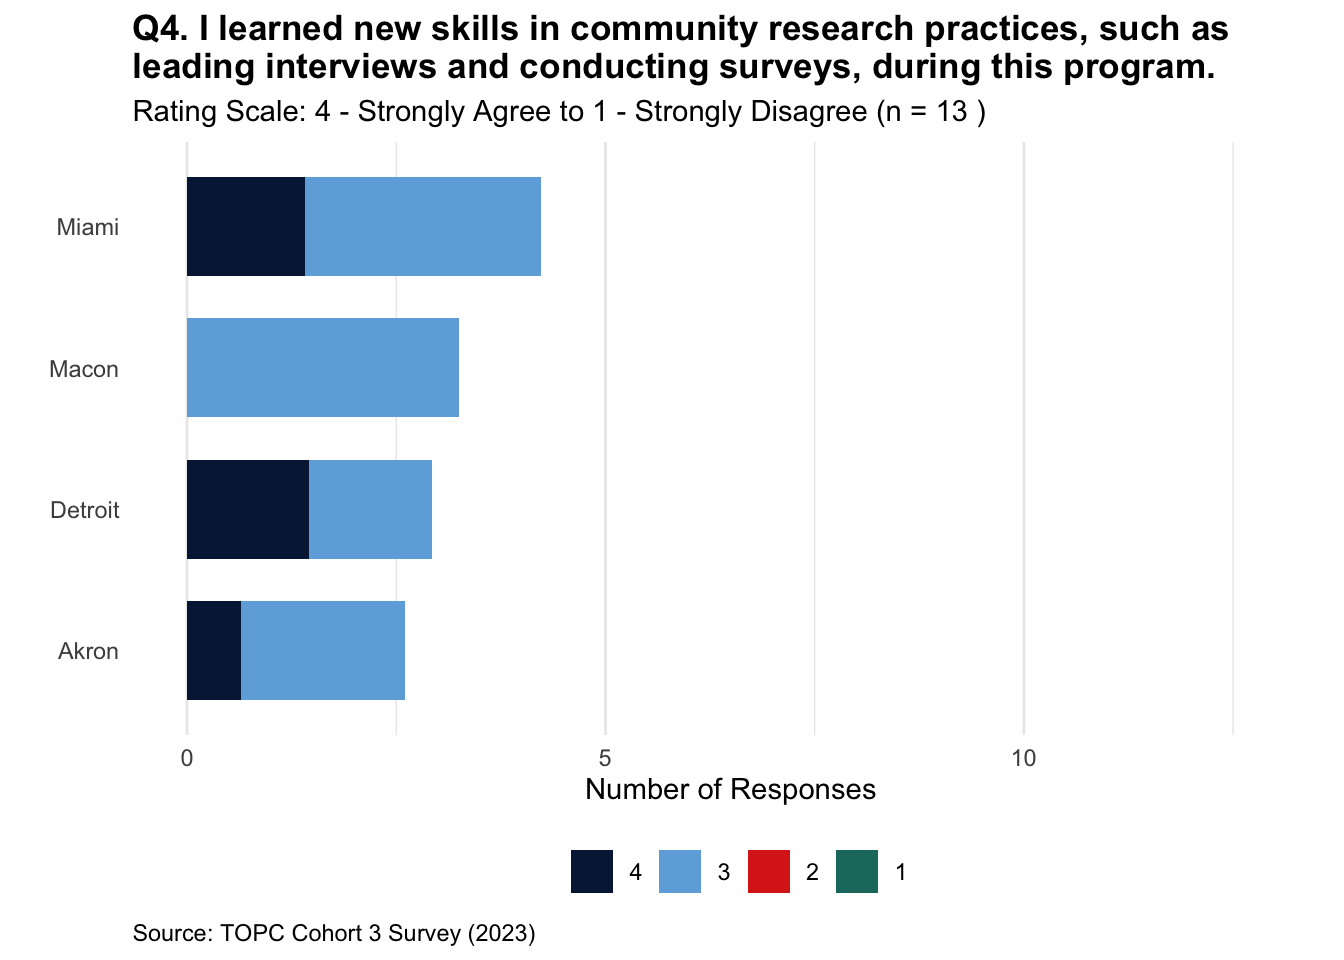 Q4. I learned new skills in community research practices, such as
leading interviews and conducting surveys, during this program.
Rating Scale: 4 - Strongly Agree to 1 - Strongly Disagree (n = 13 )
Miami
Macon
Detroit
Akron
0 5 10
Number of Responses
4 3 2 1
Source: TOPC Cohort 3 Survey (2023)